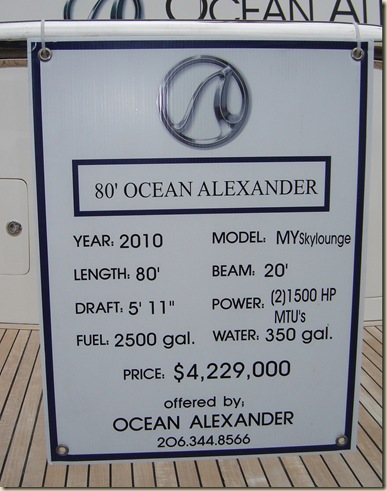 OCEAN ALE
80' OCEAN ALEXANDER
YEAR: 2010 MODEL: MYSkylounge
LENGTH: 80' BEAM: 20'
DRAFT: 5' 11" POWER: (2)1500 HP
MTU's
FUEL: 2500 gal. WATER: 350 gal.
PRICE: $4,229,000
offered by;
OCEAN ALEXANDER
206.344.8566